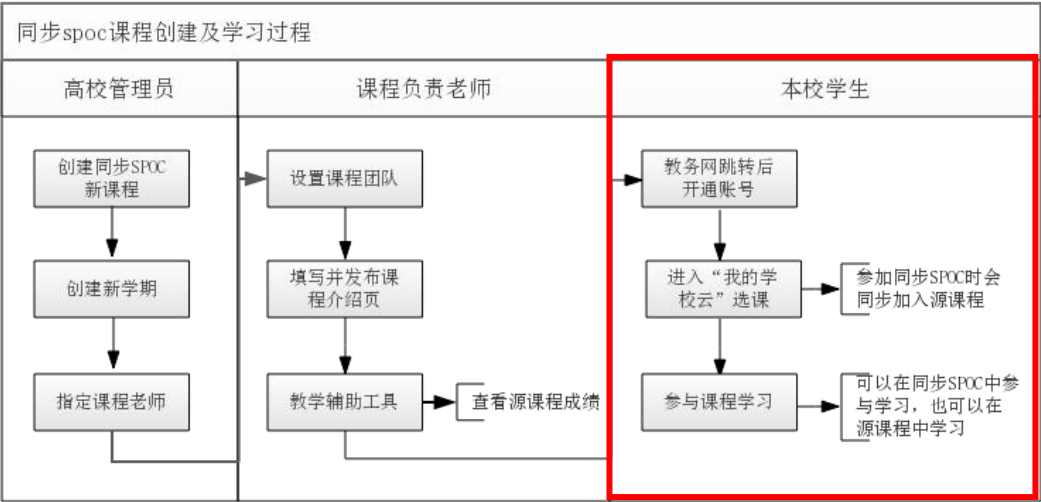 同步spoc课程创建及学习过程
高校管理员
课程负责老师
本校学生
创建同步SPOC
新课程
创建新学期
指定课程老师
设置课程团队
填写并发布课
程介绍页
教学辅助工具
查看源课程成绩
教务网跳转后
开通账号
进入“我的学
校云”选课
参加同步SPOC时会
同步加入源课程
参与课程学习
可以在同步SPOC中参
与学习，也可以在
源课程中学习